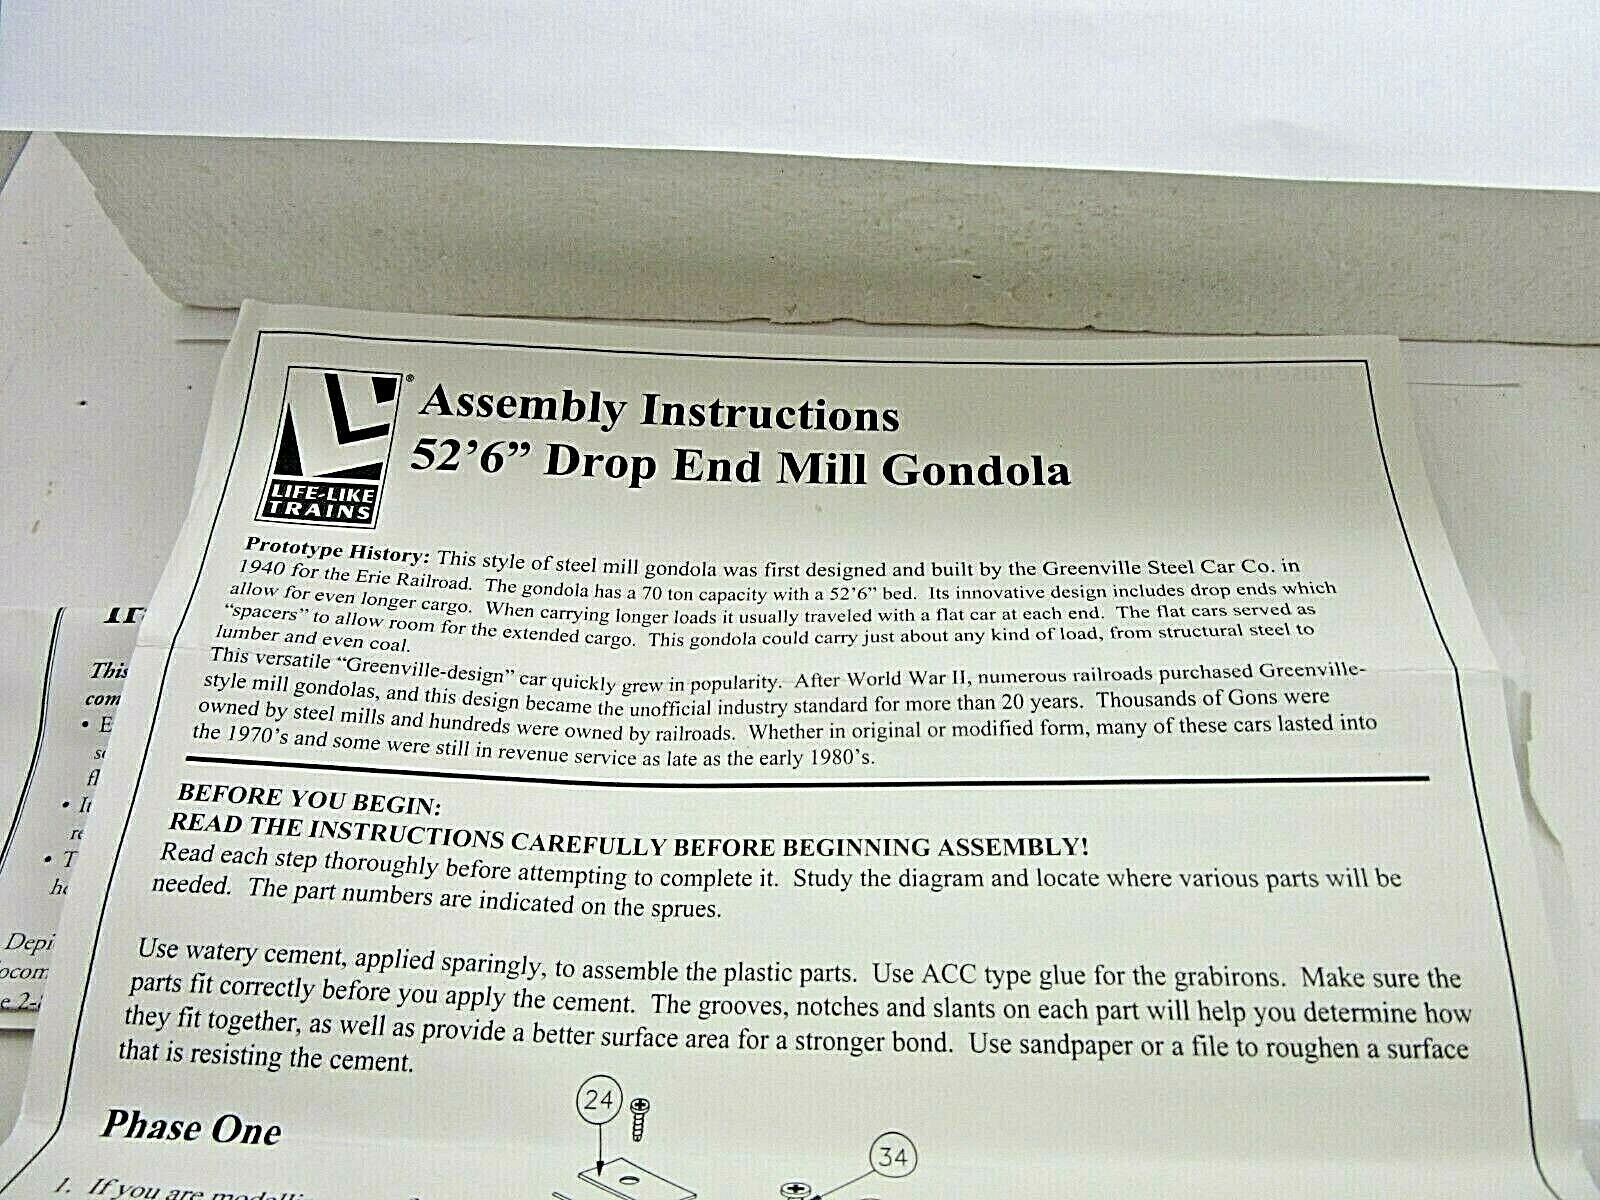 Assembly Instructions
52’6” Drop End Mill Gondola
®
LIFE-LIKE
TRAINS
Prototype History: This style of steel mill gondola was first designed and built by the Greenville Steel Car Co. in
1940 for the Erie Railroad. The gondola has a 70 ton capacity with a 52’6” bed. Its innovative design includes drop ends which
allow for even longer cargo. When carrying longer loads it usually traveled with a flat car at each end. The flat cars served as
“spacers” to allow room for the extended cargo. This gondola could carry just about any kind of load, from structural steel to
lumber and even coal.
This versatile “Greenville-design” car quickly grew in popularity. After World War II, numerous railroads purchased Greenville-
style mill gondolas, and this design became the unofficial industry standard for more than 20 years. Thousands of Gons were
owned by steel mills and hundreds were owned by railroads. Whether in original or modified form, many of these cars lasted into
the 1970’s and some were still in revenue service as late as the early 1980’s.
BEFORE YOU BEGIN:
READ THE INSTRUCTIONS CAREFULLY BEFORE BEGINNING ASSEMBLY!
Read each step thoroughly before attempting to complete it. Study the diagram and locate where various parts will be
needed. The part numbers are indicated on the sprues.
Use watery cement, applied sparingly, to assemble the plastic parts. Use ACC type glue for the grabirons. Make sure the
parts fit correctly before you apply the cement. The grooves, notches and slants on each part will help you determine how
they fit together, as well as provide a better surface area for a stronger bond. Use sandpaper or a file to roughen a surface
that is resisting the cement.
Phase One
24
34
1. If you are
This
com
• E
fl
• It
re
• T
Depi
ocom
e 2-